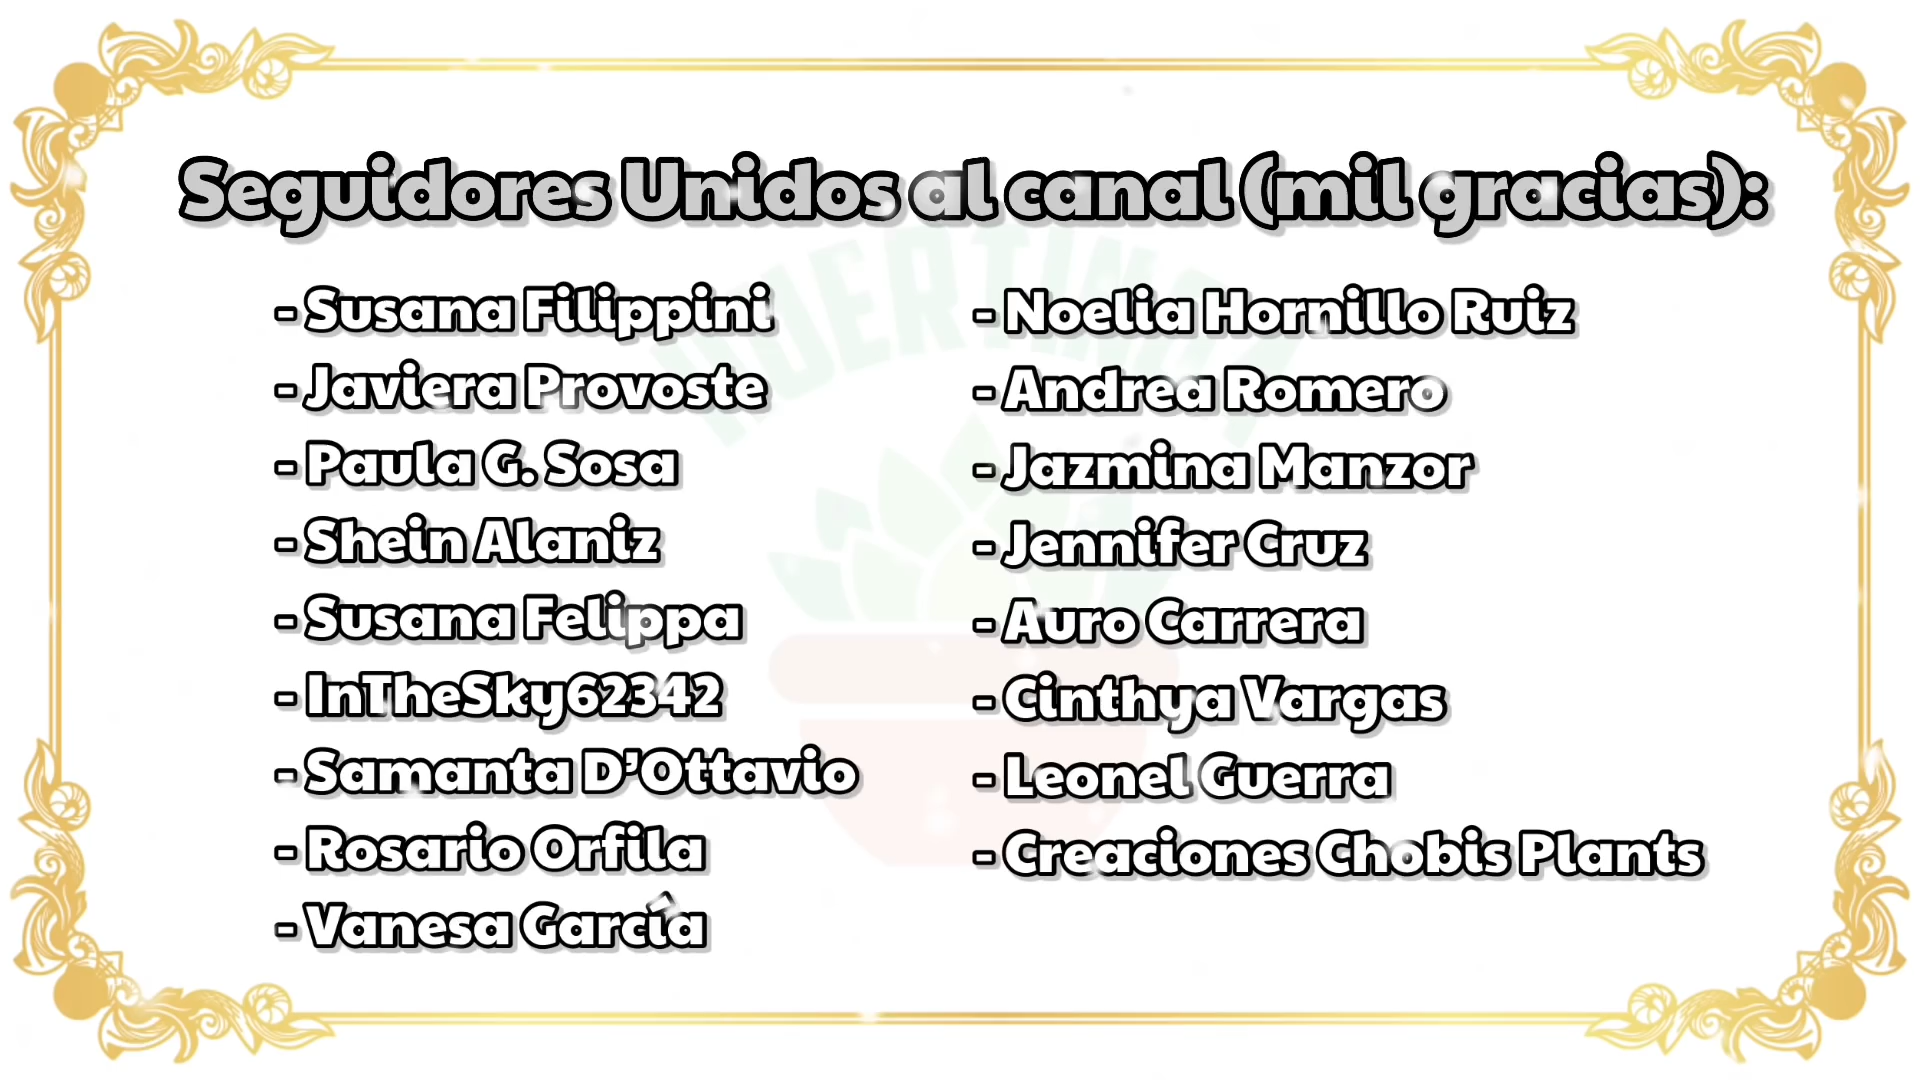 Seguidores Unidos al canal (mil gracias):
- Susana Filippini
- Javiera Provoste
- Paula G. Sosa
- Shein Alaniz
- Susana Felippa
- InTheSky62342
- Samanta D'Ottavio
- Rosario Orfila
- Vanesa García
- Noelia Hornillo Ruiz
- Andrea Romero
- Jazmina Manzor
- Jennifer Cruz
- Auro Carrera
- Cinthya Vargas
- Leonel Guerra
- Creaciones Chobis Plants